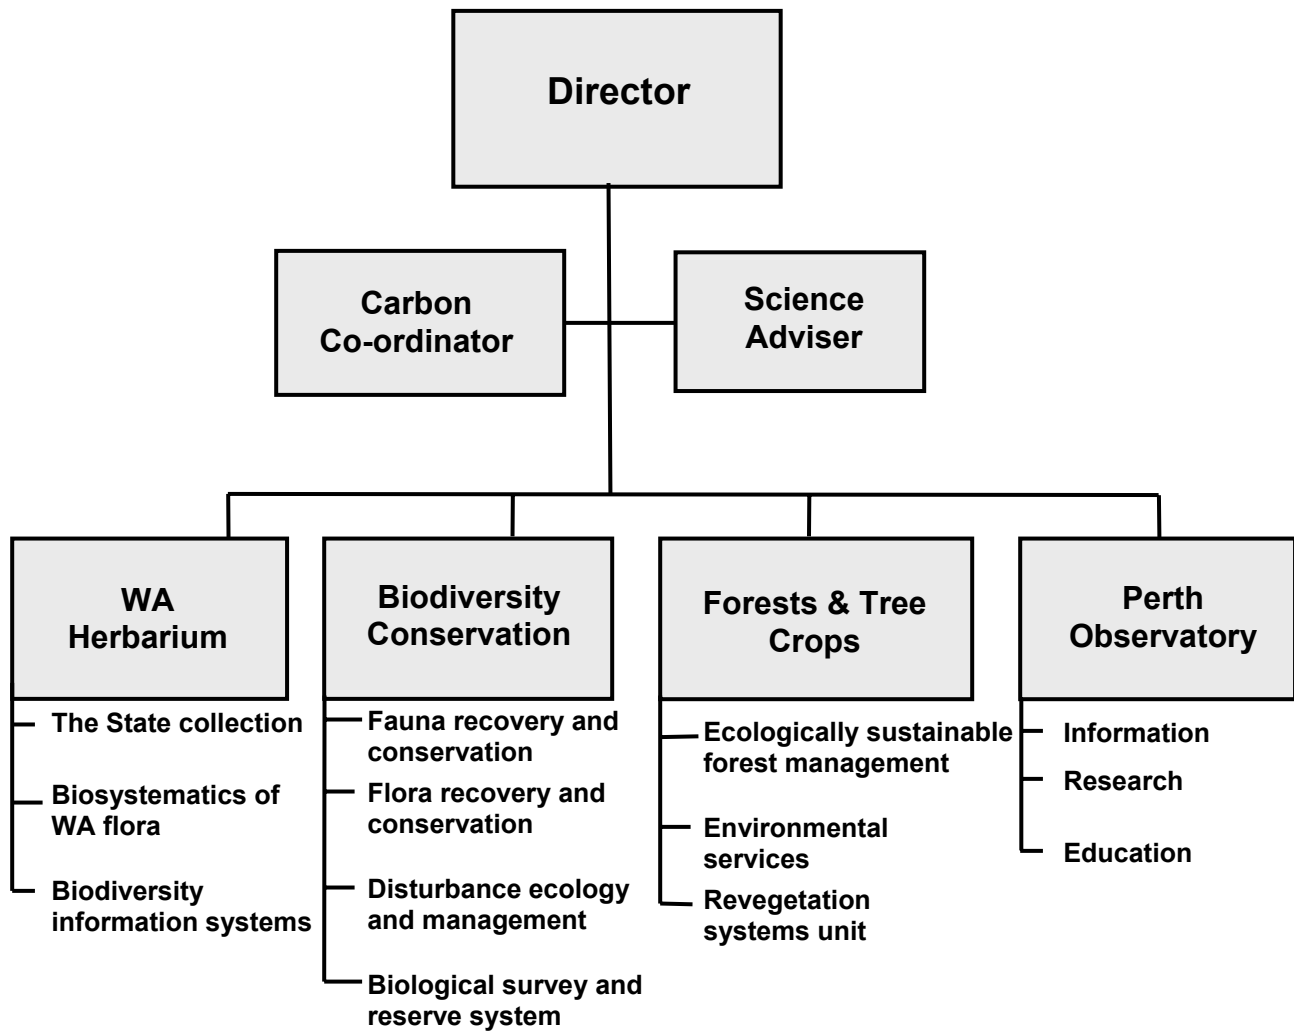 Director
Carbon
Co-ordinator
Science
Adviser
WA
Herbarium
The State collection
Biosystematics of
WA flora
Biodiversity
information systems
Biodiversity
Conservation
Fauna recovery and
conservation
Flora recovery and
conservation
Disturbance ecology
and management
Biological survey and
reserve system
Forests & Tree
Crops
Ecologically sustainable
forest management
Environmental
services
Revegetation
systems unit
Perth
Observatory
Information
Research
Education